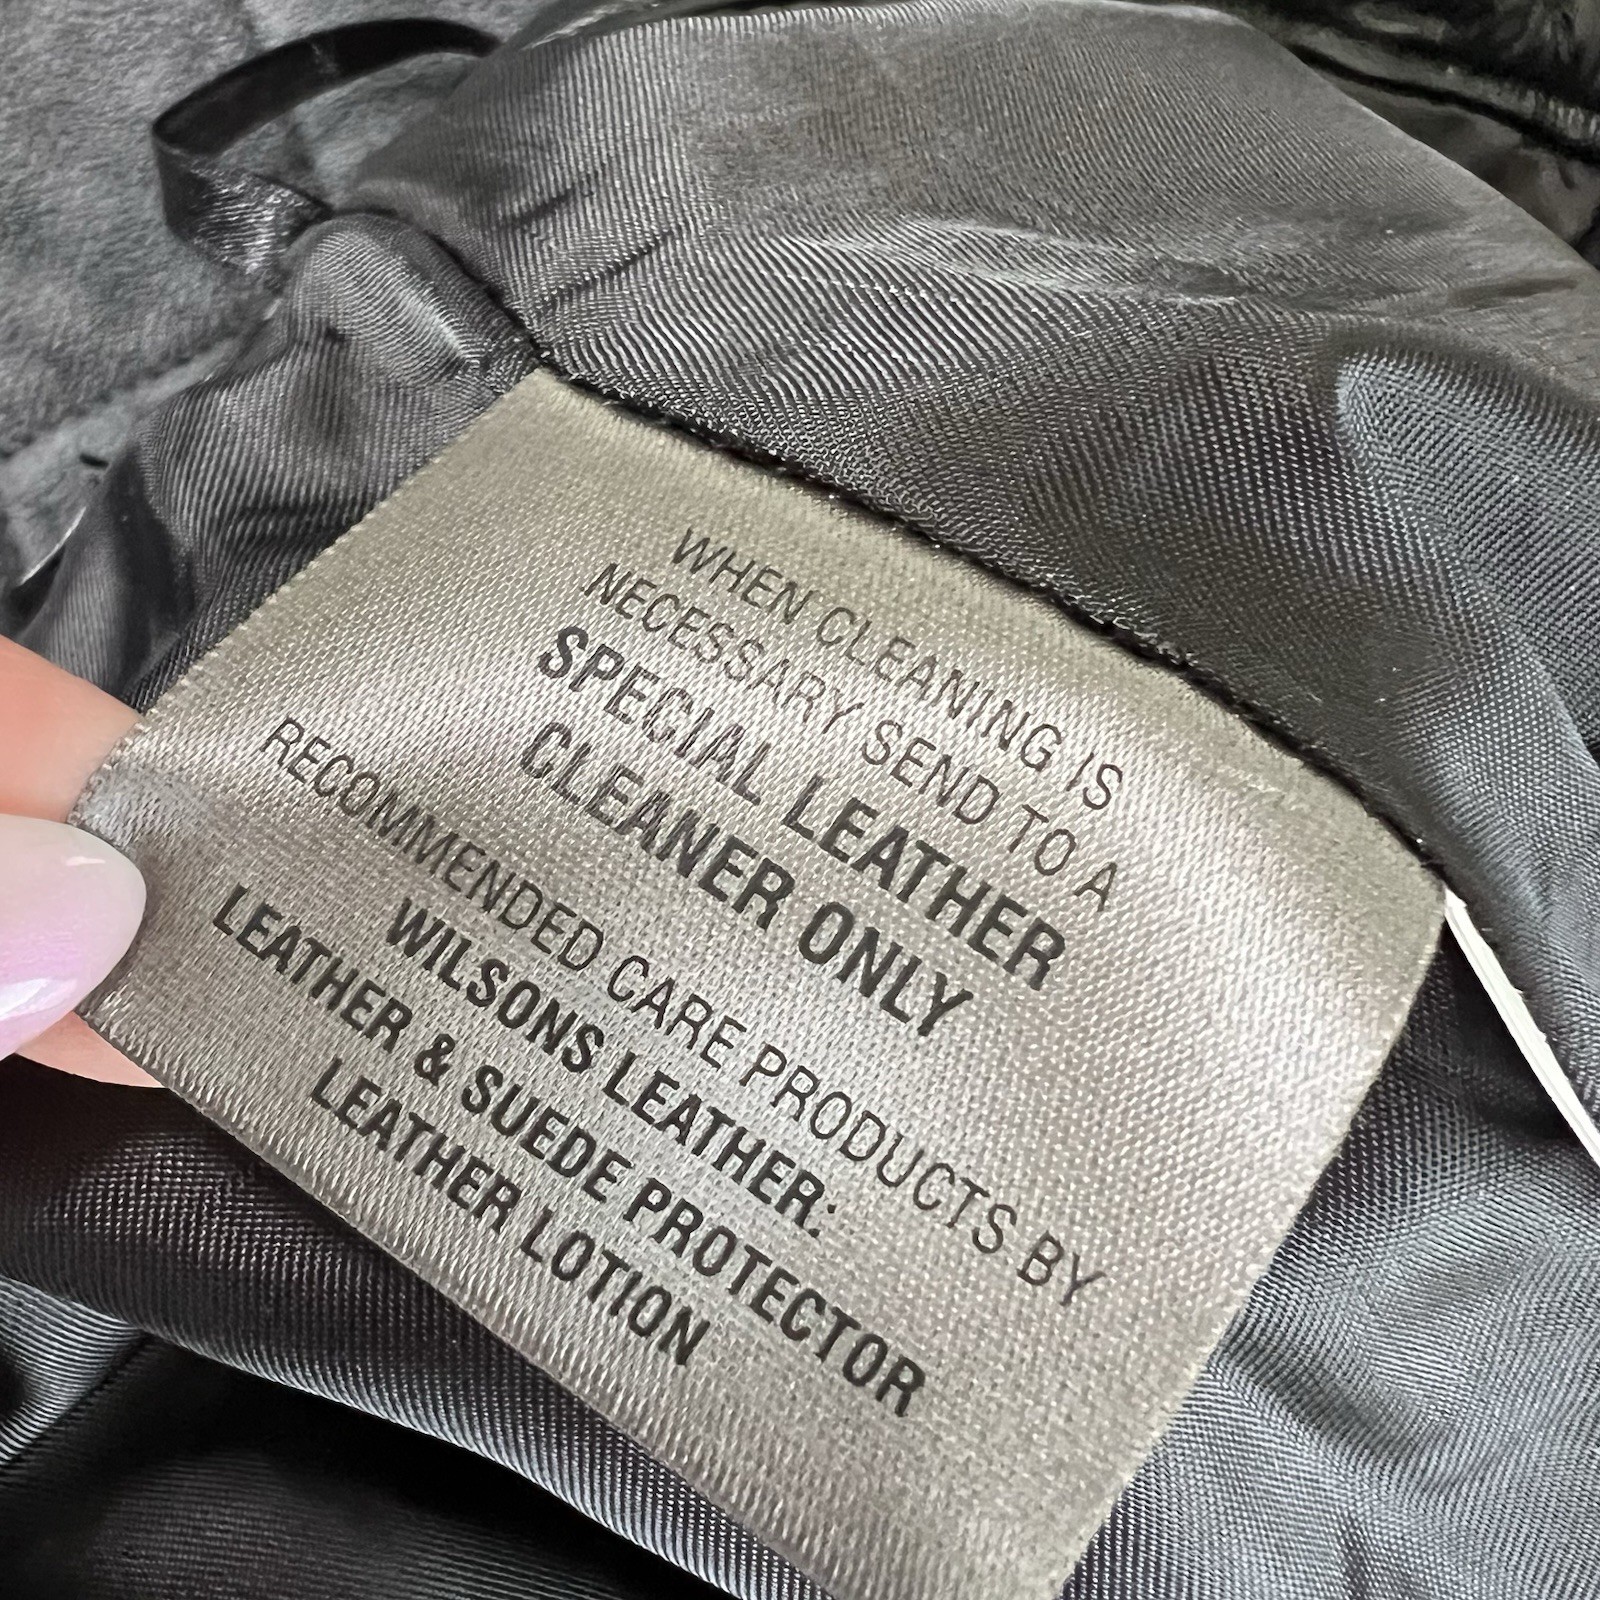 WHEN CLEANING IS
NECESSARY SEND TO A
SPECIAL LEATHER
CLEANER ONLY
RECOMMENDED CARE PRODUCTS BY
WILSONS LEATHER:
LEATHER & SUEDE PROTECTOR
LEATHER LOTION